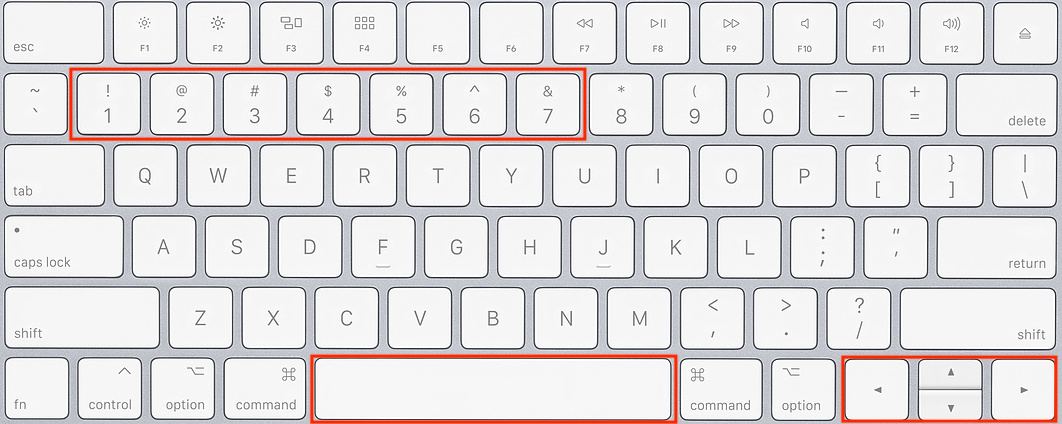 esc F1 F2 F3 F4 F5 F6 F7 F8 F9 F10 F11 F12
~ ! @ # $ % ^ & * ( ) — +
` 1 2 3 4 5 6 7 8 9 0 - = delete
tab Q W E R T Y U I O P { [ } ] | \
caps lock A S D F G H J K L : ; " ' return
shift Z X C V B N M < , > . ? / shift
fn control option command command option